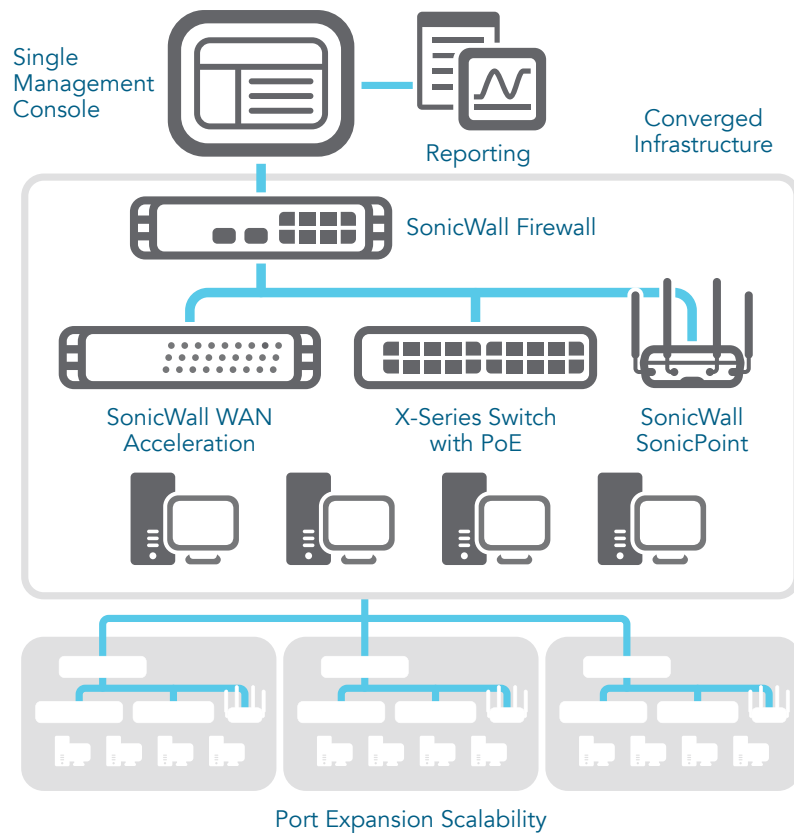 Single
Management
Console
Reporting
Converged
Infrastructure
SonicWall Firewall
SonicWall WAN
Acceleration
X-Series Switch
with PoE
SonicWall
SonicPoint
Port Expansion Scalability